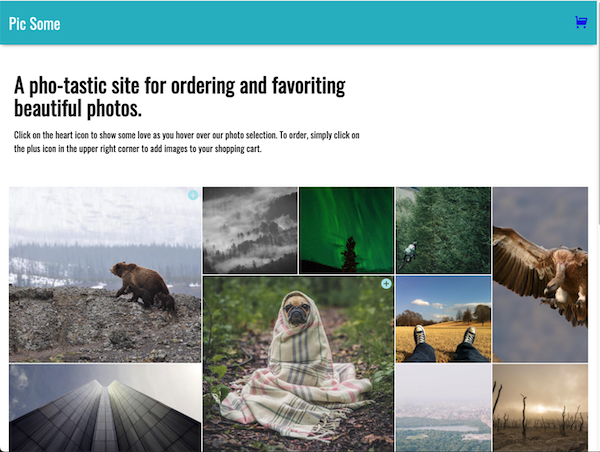 Pic Some
A pho-tastic site for ordering and favoriting
beautiful photos.
Click on the heart icon to show some love as you hover over our photo selection. To order, simply click on
the plus icon in the upper right corner to add images to your shopping cart.